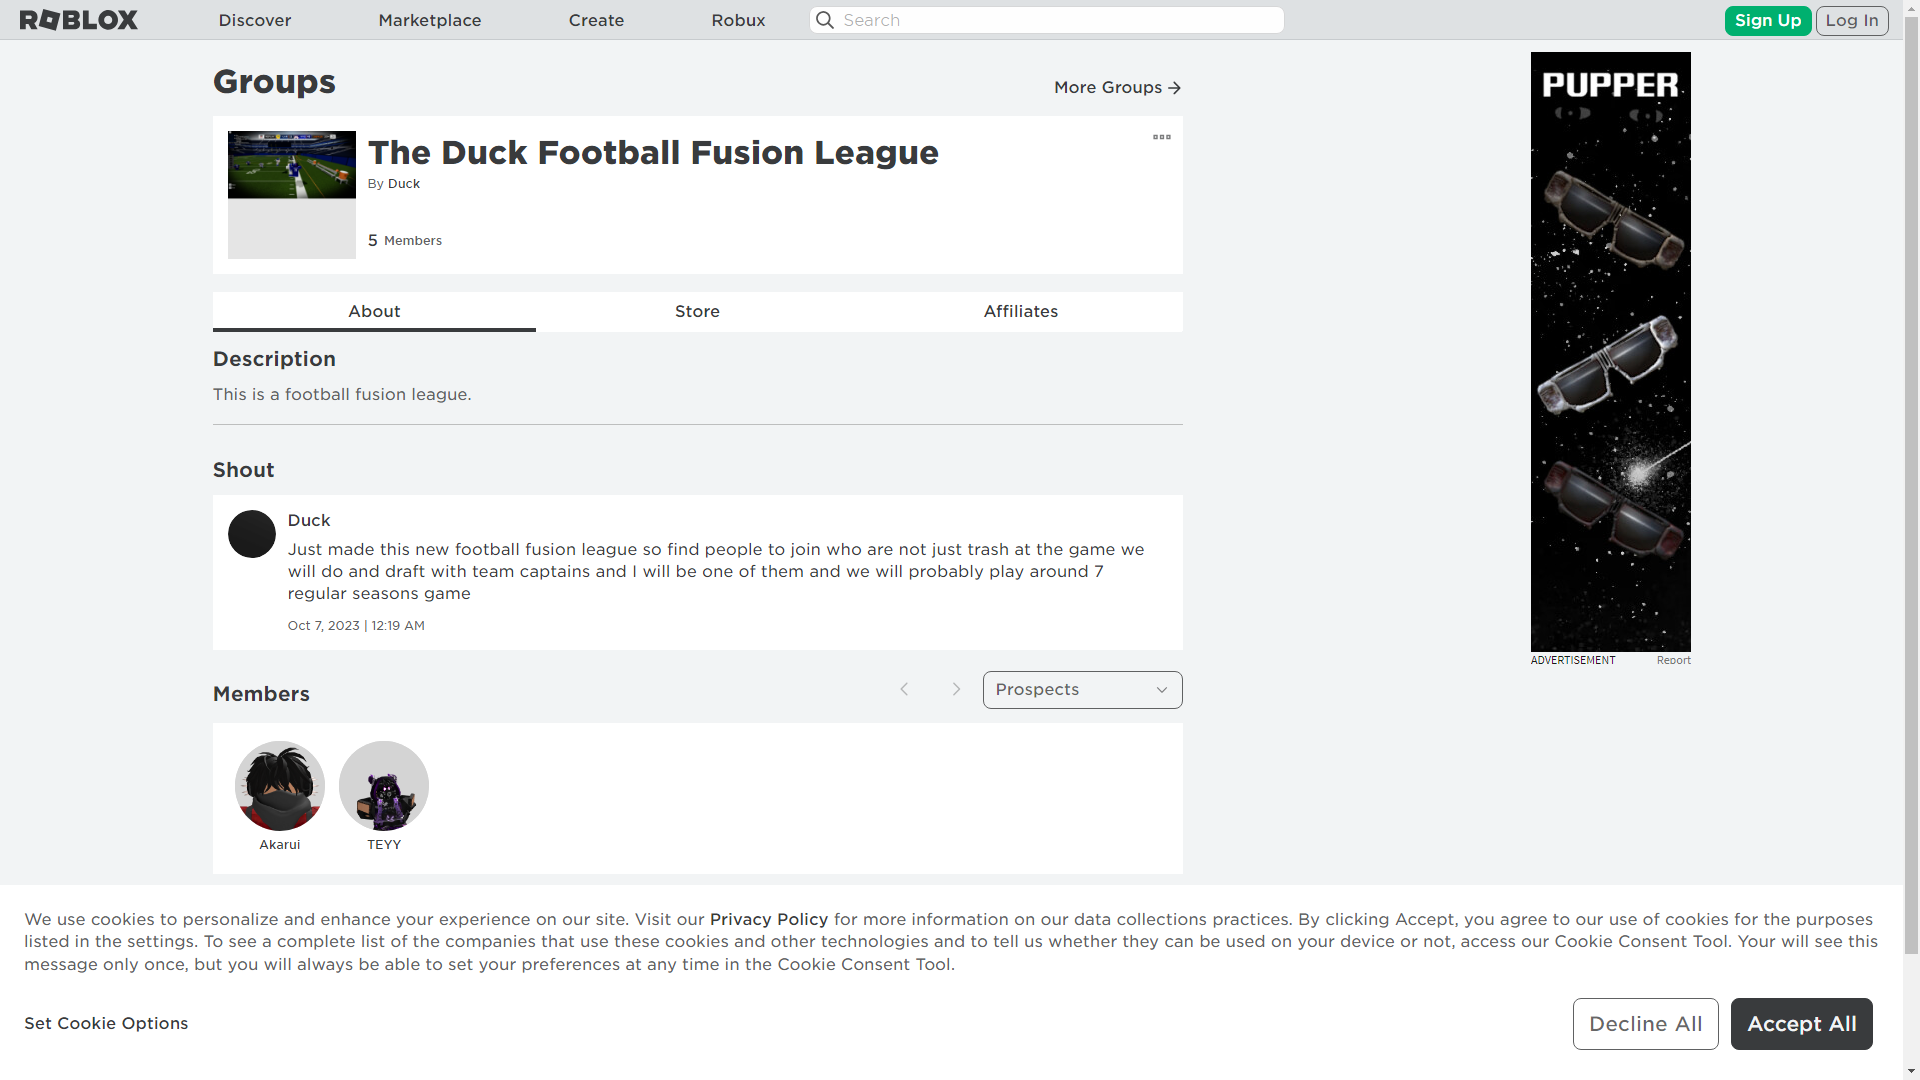 ROBLOX
Discover
Marketplace
Create
Robux
Search
Sign Up
Log In
Groups
More Groups
The Duck Football Fusion League
By Duck
5 Members
About
Store
Affiliates
Description
This is a football fusion league.
Shout
Duck
Just made this new football fusion league so find people to join who are not just trash at the game we
will do and draft with team captains and I will be one of them and we will probably play around 7
regular seasons game
Oct 7, 2023 | 12:19 AM
Members
Prospects
Akarui
TEYY
PUPPER
ADVERTISEMENT
Report
We use cookies to personalize and enhance your experience on our site. Visit our Privacy Policy for more information on our data collections practices. By clicking Accept, you agree to our use of cookies for the purposes
listed in the settings. To see a complete list of the companies that use these cookies and other technologies and to tell us whether they can be used on your device or not, access our Cookie Consent Tool. Your will see this
message only once, but you will always be able to set your preferences at any time in the Cookie Consent Tool.
Set Cookie Options
Decline All
Accept All